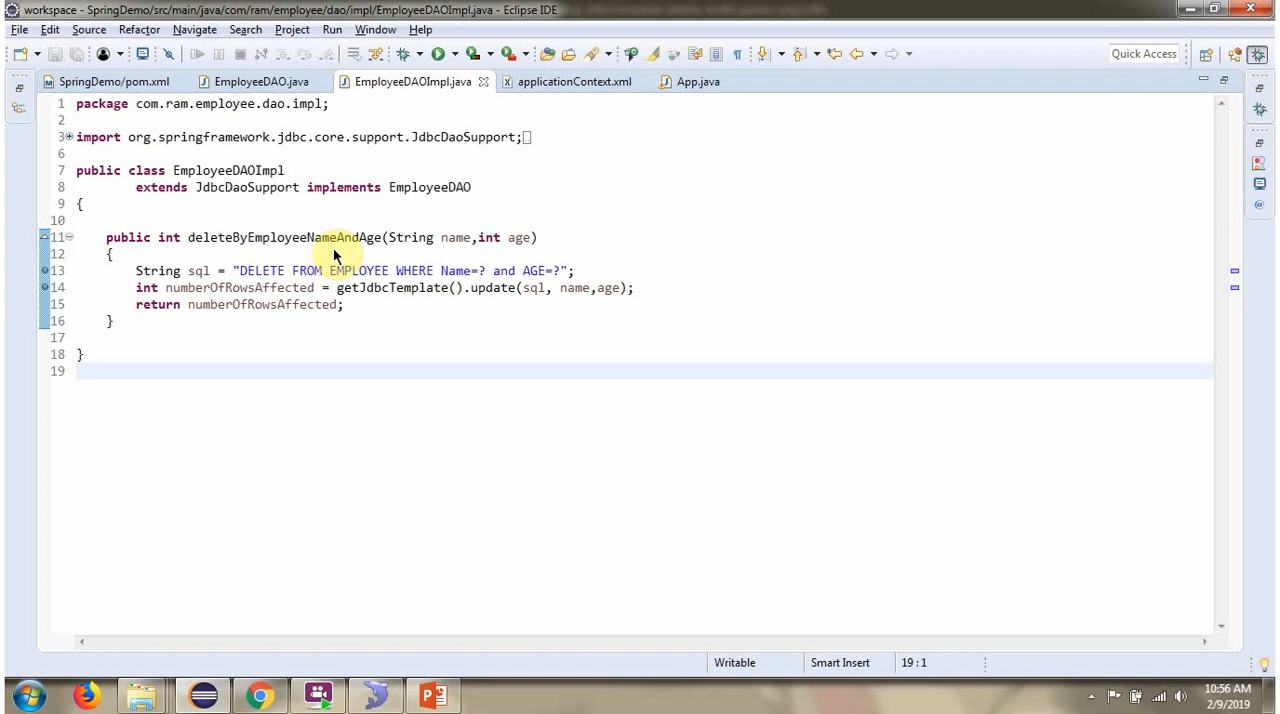 workspace - SpringDemo/src/main/java/com/ram/employee/dao/impl/EmployeeDAOImpl.java - Eclipse IDE
File Edit Source Refactor Navigate Search Project Run Window Help
Quick Access
SpringDemo/pom.xml EmployeeDAO.java EmployeeDAOImpl.java applicationContext.xml App.java
1 package com.ram.employee.dao.impl;
2
3 import org.springframework.jdbc.core.support.JdbcDaoSupport;
6
7 public class EmployeeDAOImpl
8 extends JdbcDaoSupport implements EmployeeDAO
9 {
10
11 public int deleteByEmployeeNameAndAge(String name,int age)
12 {
13 String sql = "DELETE FROM EMPLOYEE WHERE Name=? and AGE=?";
14 int numberOfRowsAffected = getJdbcTemplate().update(sql, name,age);
15 return numberOfRowsAffected;
16 }
17
18 }
19
Writable Smart Insert 19 : 1
10:56 AM
2/9/2019